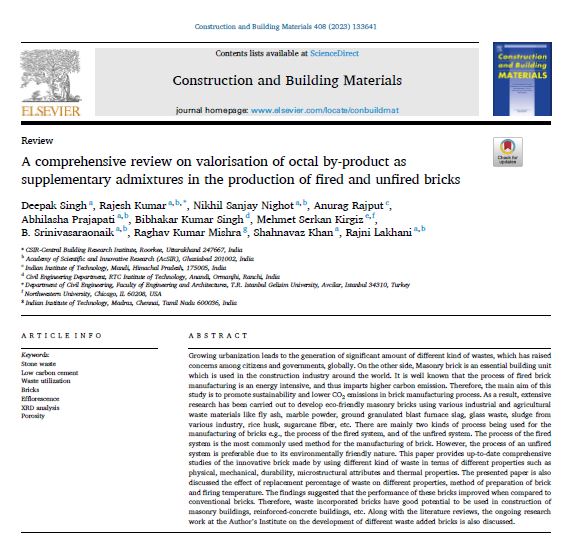 Construction and Building Materials 408 (2023) 133641
Contents lists available at ScienceDirect
Construction and Building Materials
journal homepage: www.elsevier.com/locate/conbuildmat
ELSEVIER
Construction
and Building
MATERIALS
Review
Check for
updates
A comprehensive review on valorisation of octal by-product as
supplementary admixtures in the production of fired and unfired bricks
Deepak Singh a, Rajesh Kumar a,b,*, Nikhil Sanjay Nighot a,b, Anurag Rajput c,
Abhilasha Prajapati a,b, Bibhakar Kumar Singh d, Mehmet Serkan Kirgiz e,f,
B. Srinivasaraonaik a,b, Raghav Kumar Mishra g, Shahnavaz Khan a, Rajni Lakhani a,b
a CSIR-Central Building Research Institute, Roorkee, Uttarakhand 247667, India
b Academy of Scientific and Innovative Research (AcSIR), Ghaziabad 201002, India
c Indian Institute of Technology, Mandi, Himachal Pradesh, 175005, India
d Civil Engineering Department, RTC Institute of Technology, Anandi, Ormanjhi, Ranchi, India
e Department of Civil Engineering, Faculty of Engineering and Architectures, T.R. Istanbul Gelisim University, Avcilar, Istanbul 34310, Turkey
f Northwestern University, Chicago, IL 60208, USA
g Indian Institute of Technology, Madras, Chennai, Tamil Nadu 600036, India
ARTICLE INFO
Keywords:
Stone waste
Low carbon cement
Waste utilization
Bricks
Efflorescence
XRD analysis
Porosity
ABSTRACT
Growing urbanization leads to the generation of significant amount of different kind of wastes, which has raised
concerns among citizens and governments, globally. On the other side, Masonry brick is an essential building unit
which is used in the construction industry around the world. It is well known that the process of fired brick
manufacturing is an energy intensive, and thus imparts higher carbon emission. Therefore, the main aim of this
study is to promote sustainability and lower CO2 emissions in brick manufacturing process. As a result, extensive
research has been carried out to develop eco-friendly masonry bricks using various industrial and agricultural
waste materials like fly ash, marble powder, ground granulated blast furnace slag, glass waste, sludge from
various industry, rice husk, sugarcane fiber, etc. There are mainly two kinds of process being used for the
manufacturing of bricks e.g., the process of the fired system, and of the unfired system. The process of the fired
system is the most commonly used method for the manufacturing of brick. However, the process of an unfired
system is preferable due to its environmentally friendly nature. This paper provides up-to-date comprehensive
studies of the innovative brick made by using different kind of waste in terms of different properties such as
physical, mechanical, durability, microstructural attributes and thermal properties. The presented paper is also
discussed the effect of replacement percentage of waste on different properties, method of preparation of brick
and firing temperature. The findings suggested that the performance of these bricks improved when compared to
conventional bricks. Therefore, waste incorporated bricks have good potential to be used in construction of
masonry buildings, reinforced-concrete buildings, etc. Along with the literature reviews, the ongoing research
work at the Author's Institute on the development of different waste added bricks is also discussed.